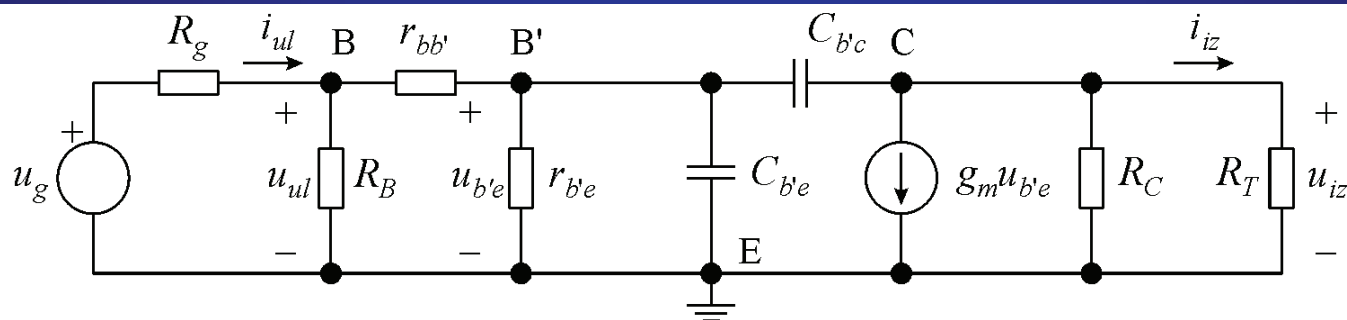 R_g i_ul B r_bb' B' C_b'c C i_iz
+ + + +
u_g u_ul R_B u_b'e r_b'e C_b'e g_m u_b'e R_C R_T u_iz
− − E −